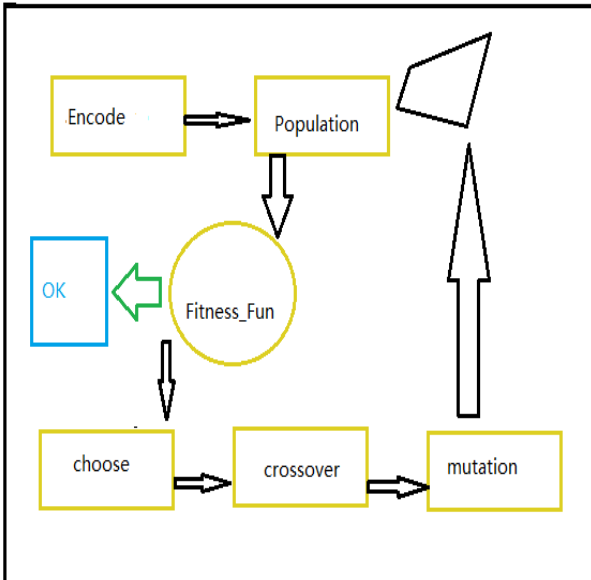 Encode
Population
OK
Fitness_Fun
choose
crossover
mutation